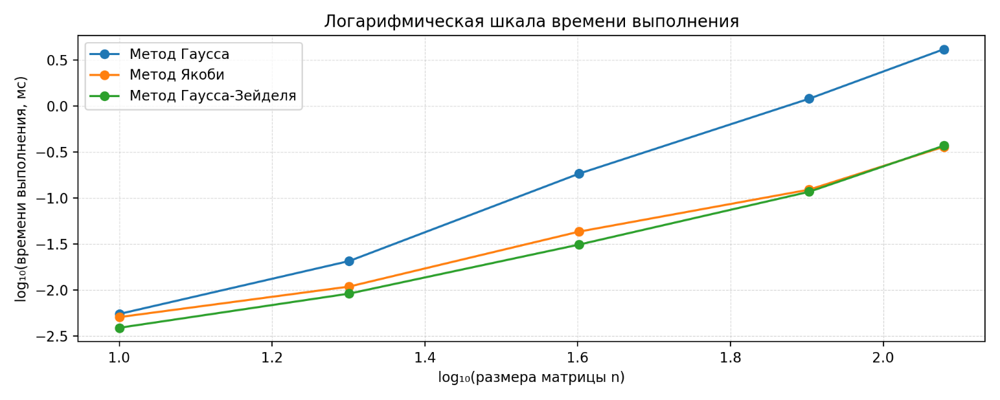 Логарифмическая шкала времени выполнения
Метод Гаусса
Метод Якоби
Метод Гаусса-Зейделя
log₁₀(времени выполнения, мс)
0.5
0.0
−0.5
−1.0
−1.5
−2.0
−2.5
1.0 1.2 1.4 1.6 1.8 2.0
log₁₀(размера матрицы n)